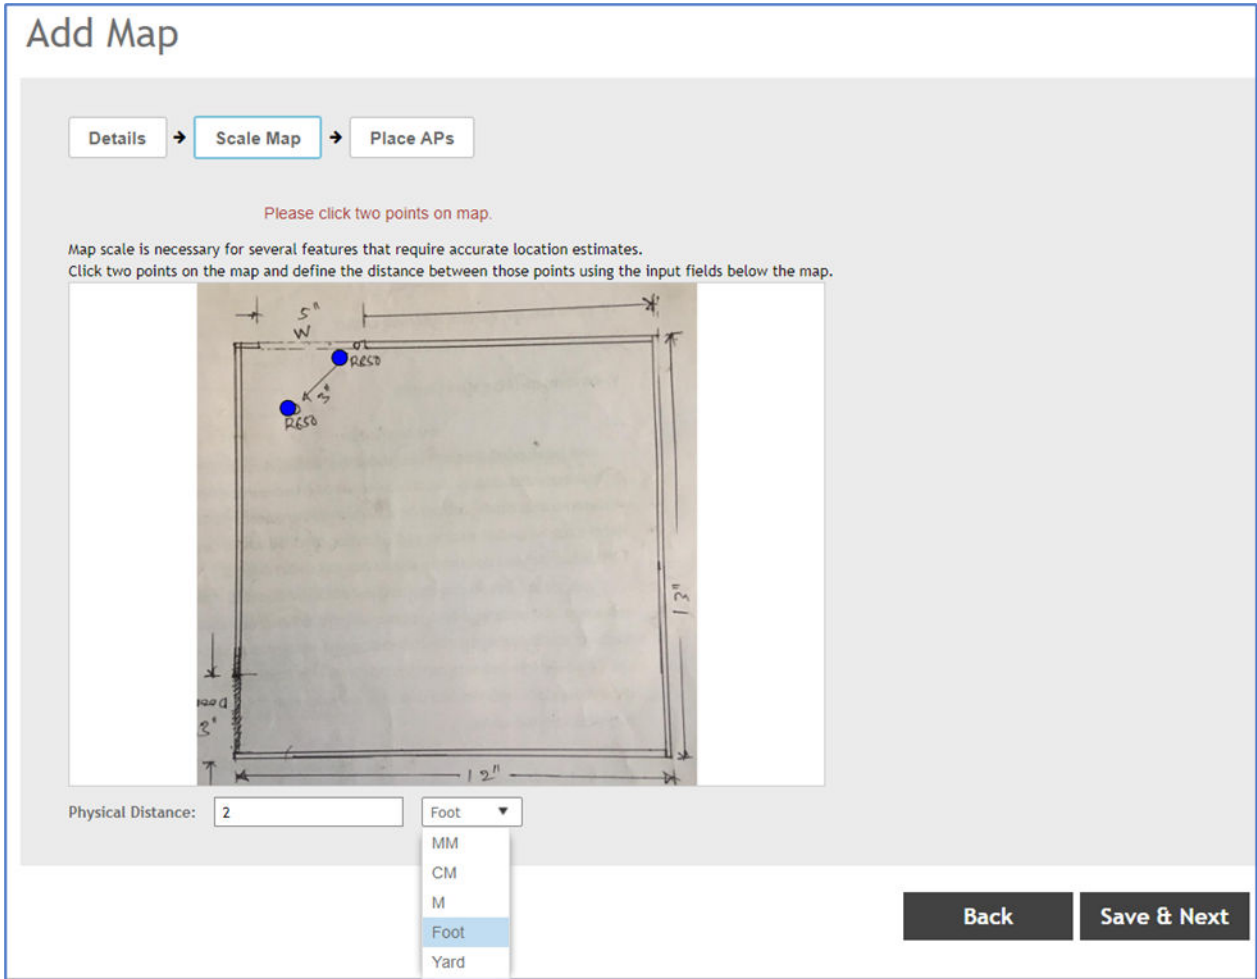 Add Map
Details → Scale Map → Place APs
Please click two points on map.
Map scale is necessary for several features that require accurate location estimates.
Click two points on the map and define the distance between those points using the input fields below the map.
5"
W
R650
3"
R650
13"
3"
12"
Physical Distance: 2 Foot ▼
MM
CM
M
Foot
Yard
Back Save & Next